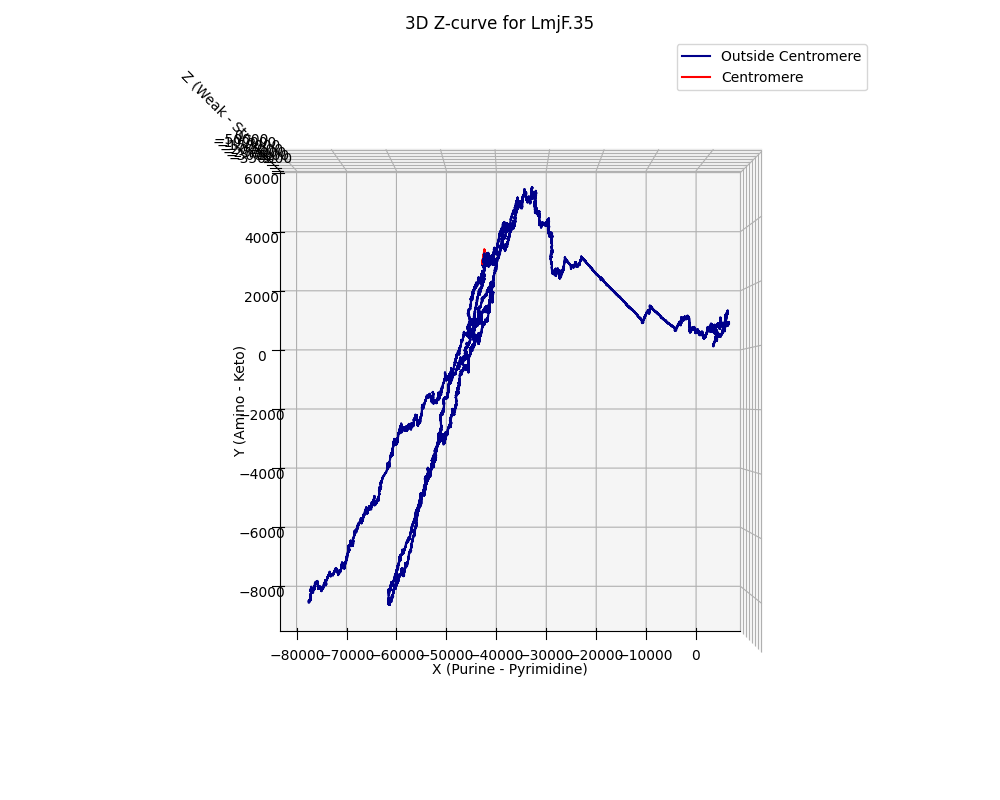 3D Z-curve for LmjF.35
Outside Centromere
Centromere
Z (Weak -
6000
4000
2000
0
−2000
−4000
−6000
−8000
Y (Amino - Keto)
−80000 −70000 −60000 −50000 −40000 −30000 −20000 −10000 0
X (Purine - Pyrimidine)